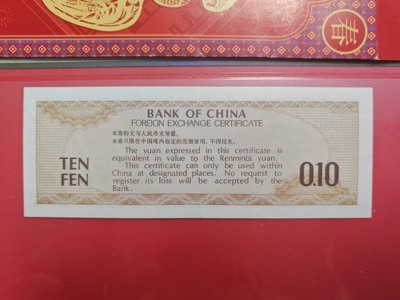 春
BANK OF CHINA
FOREIGN EXCHANGE CERTIFICATE
本券的元与人民币元等值。
本券只限在中国境内指定的范围使用，不得挂失。
The yuan expressed in this certificate is
equivalent in value to the Renminbi yuan.
This certificate can only be used within
China at designated places. No request to
register its loss will be accepted by the
Bank.
TEN
FEN
0.10